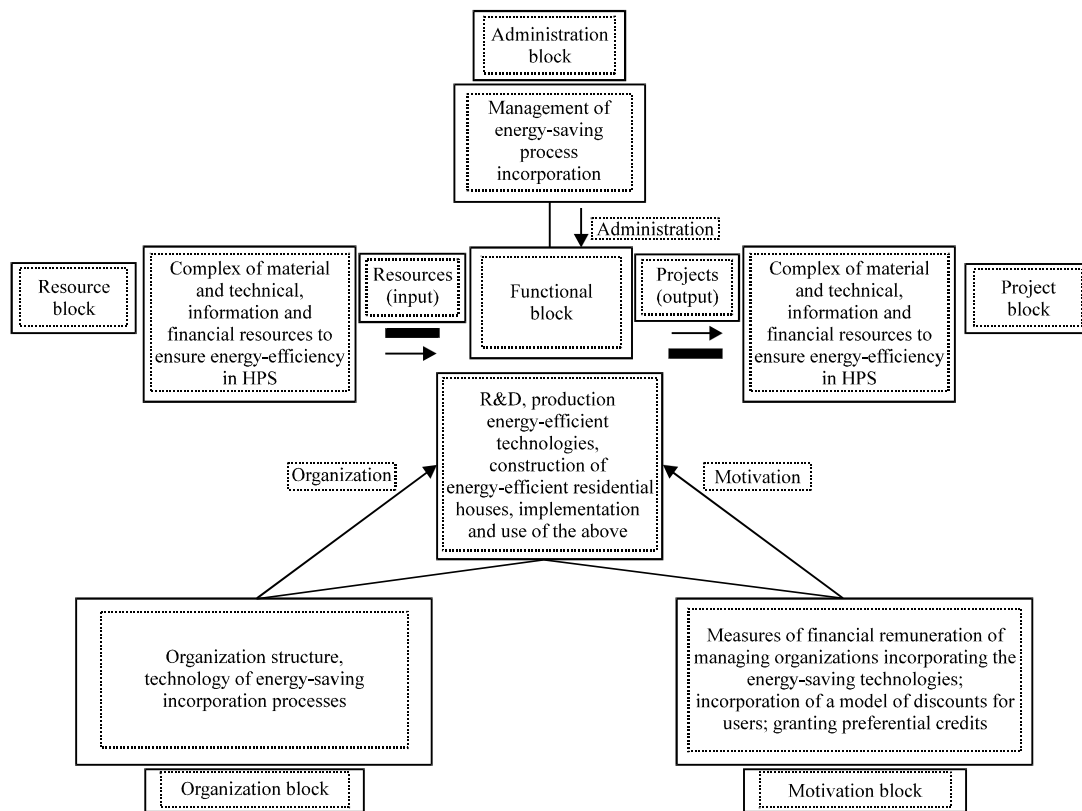 Administration
block
Management of
energy-saving
process
incorporation
Administration
Resource
block
Complex of material
and technical,
information and
financial resources to
ensure energy-efficiency
in HPS
Resources
(input)
Functional
block
Projects
(output)
Complex of material
and technical,
information and
financial resources to
ensure energy-efficiency
in HPS
Project
block
R&D, production
energy-efficient
technologies,
construction of
energy-efficient residential
houses, implementation
and use of the above
Organization
Motivation
Organization structure,
technology of energy-saving
incorporation processes
Measures of financial remuneration of
managing organizations incorporating the
energy-saving technologies;
incorporation of a model of discounts for
users; granting preferential credits
Organization block
Motivation block